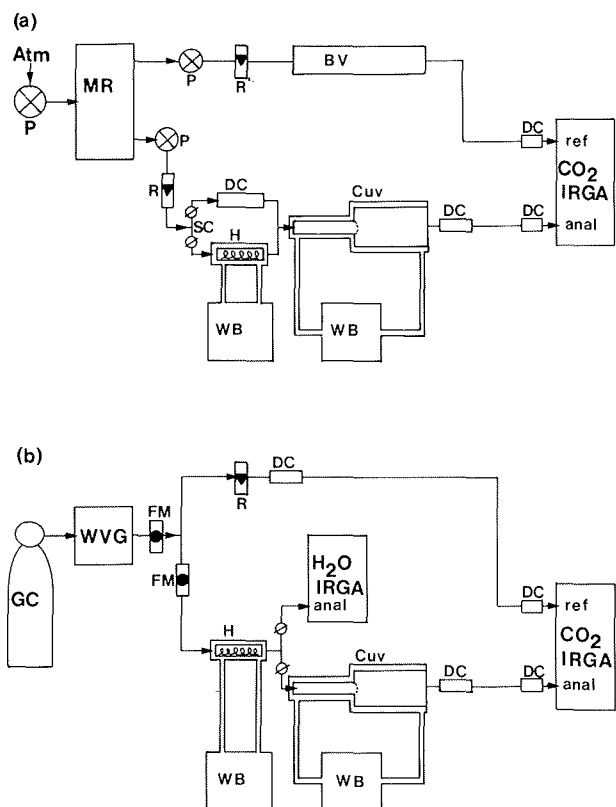 (a)
Atm
P
MR
P
R
BV
DC
ref
CO2
IRGA
anal
P
R
SC
DC
H
WB
Cuv
WB
DC
DC
(b)
GC
WVG
FM
FM
R
DC
H2O
IRGA
anal
H
WB
Cuv
WB
DC
DC
DC
ref
CO2
IRGA
anal